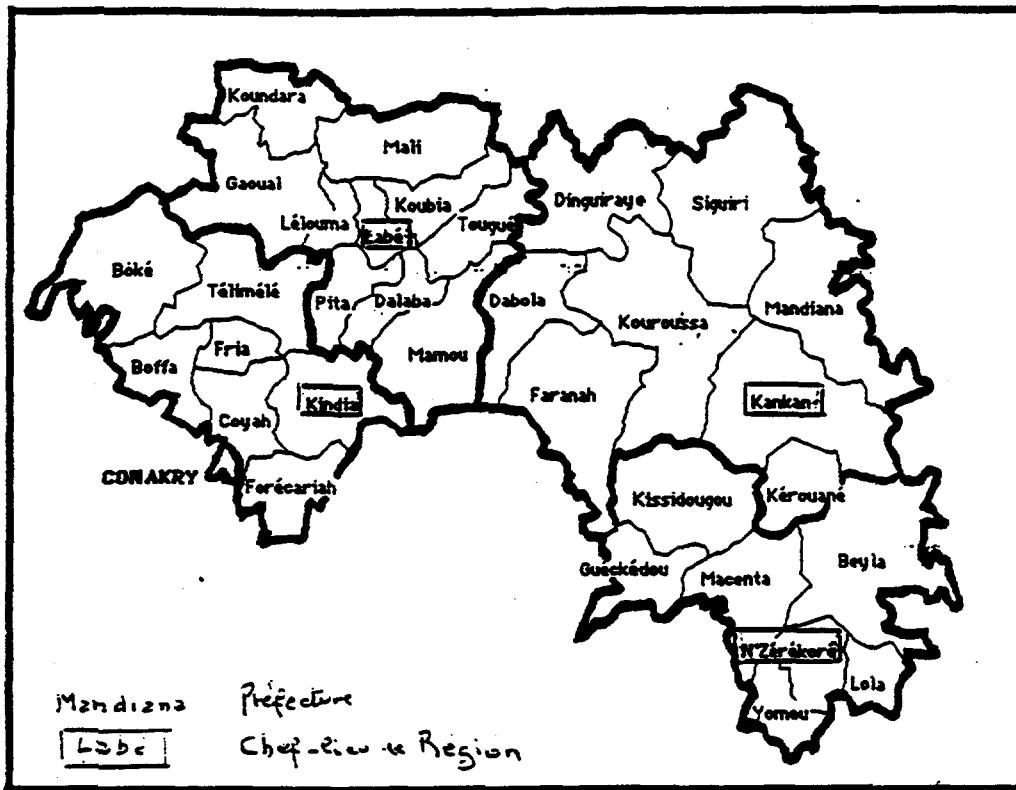 Koundara
Mali
Gaoual
Koubia
Dinguiraye
Siguiri
Lélouma
Labé
Tougué
Boké
Télimélé
Pita
Dalaba
Dabola
Kouroussa
Mandiana
Fria
Boffa
Mamou
Faranah
Kindia
Kankan
Coyah
CONAKRY
Forécariah
Kissidougou
Kérouané
Guéckédou
Macenta
Beyla
N'Zérékoré
Lola
Yomou
Mandiana Préfecture
Labe Chef-lieu de Région